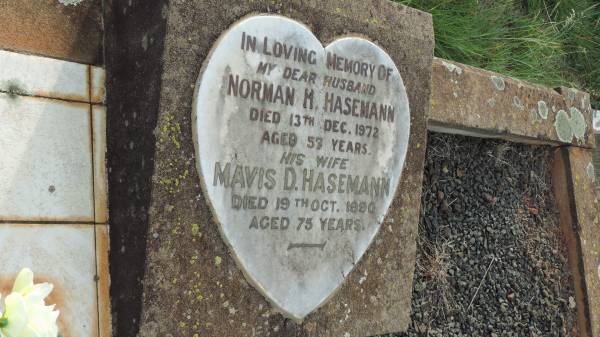 IN LOVING MEMORY OF
MY DEAR HUSBAND
NORMAN M. HASEMANN
DIED 13TH DEC. 1972
AGED 53 YEARS.
HIS WIFE
MAVIS D. HASEMANN
DIED 19TH OCT. 1990
AGED 75 YEARS.